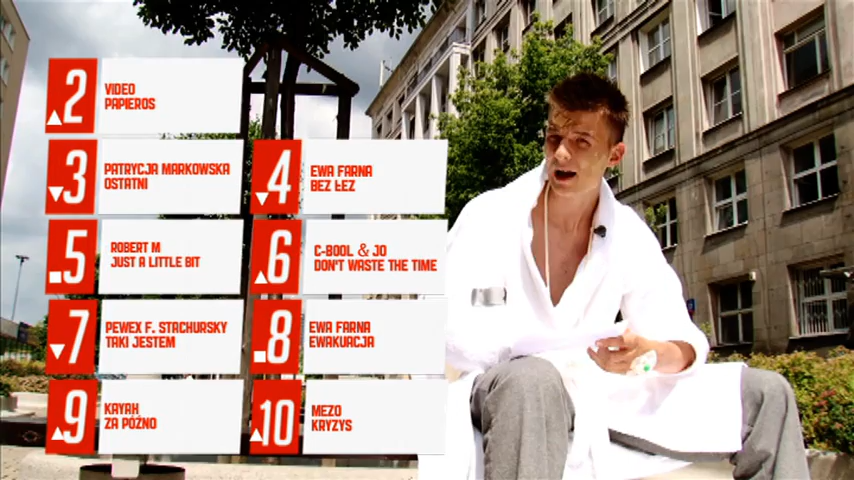 2
VIDEO
PAPIEROS
3
PATRYCJA MARKOWSKA
OSTATNI
4
EWA FARNA
BEZ ŁEZ
5
ROBERT M
JUST A LITTLE BIT
6
C-BOOL & JO
DON'T WASTE THE TIME
7
PEWEX F. STACHURSKY
TAKI JESTEM
8
EWA FARNA
EWAKUACJA
9
KAYAH
ZA PÓŹNO
10
MEZO
KRYZYS